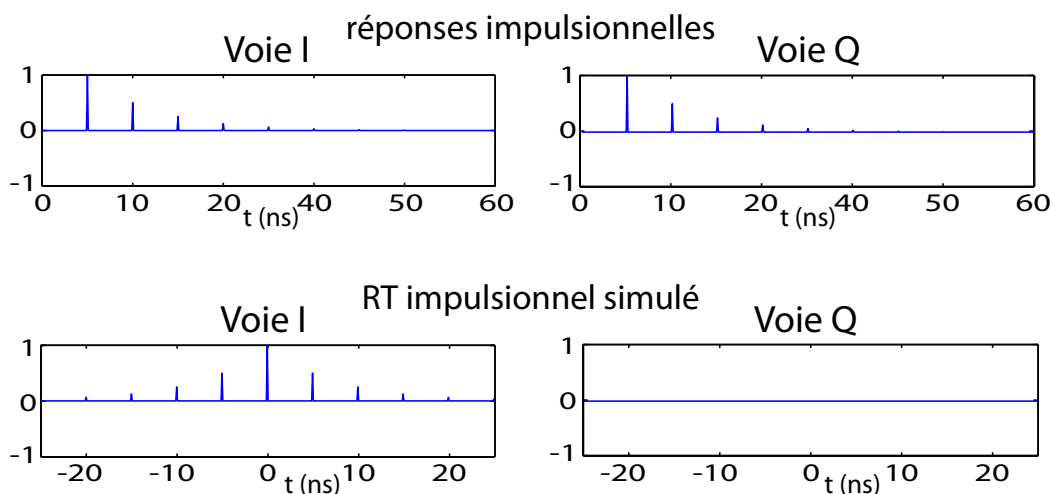 réponses impulsionnelles
Voie I
Voie Q
1
0
-1
0 10 20 30 40 50 60
t (ns)
1
0
-1
0 10 20 30 40 50 60
t (ns)
RT impulsionnel simulé
Voie I
Voie Q
1
0
-1
-20 -10 0 10 20
t (ns)
1
0
-1
-20 -10 0 10 20
t (ns)